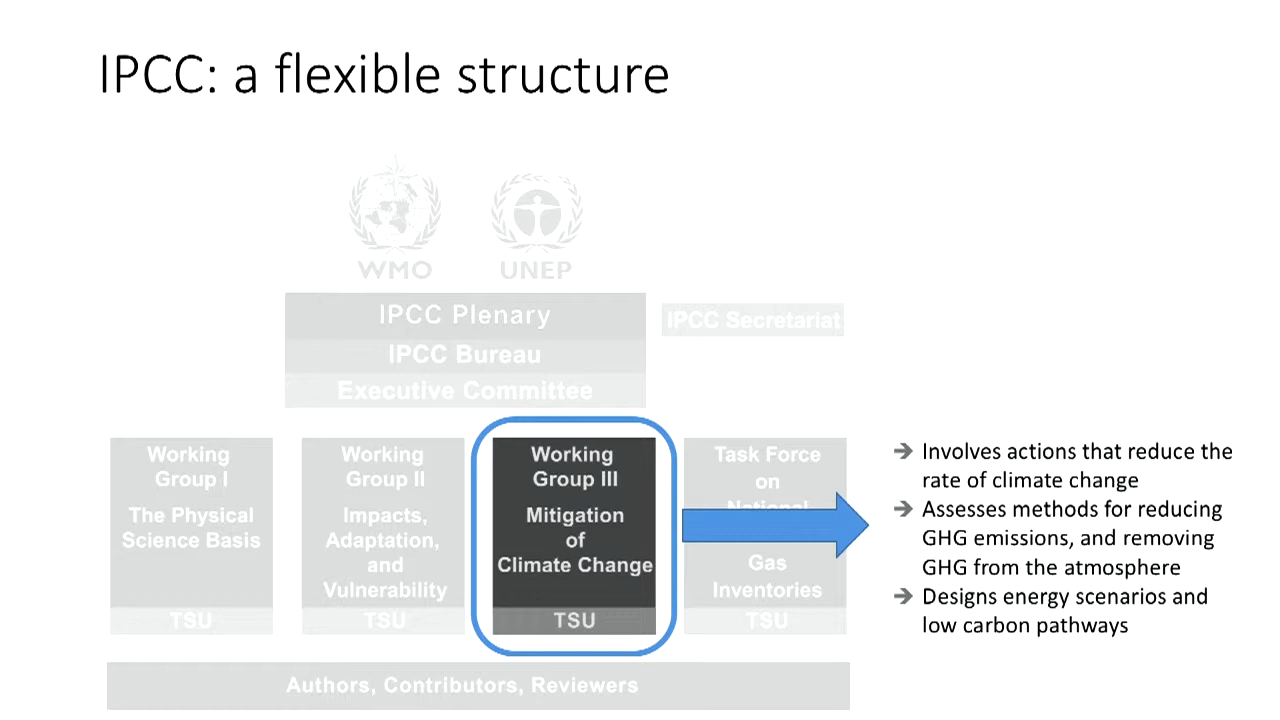 IPCC: a flexible structure
WMO
UNEP
IPCC Plenary
IPCC Secretariat
IPCC Bureau
Executive Committee
Working
Group I
The Physical
Science Basis
TSU
Working
Group II
Impacts,
Adaptation,
and
Vulnerability
TSU
Working
Group III
Mitigation
of
Climate Change
TSU
Task Force
on
National
Gas
Inventories
TSU
➔ Involves actions that reduce the
rate of climate change
➔ Assesses methods for reducing
GHG emissions, and removing
GHG from the atmosphere
➔ Designs energy scenarios and
low carbon pathways
Authors, Contributors, Reviewers